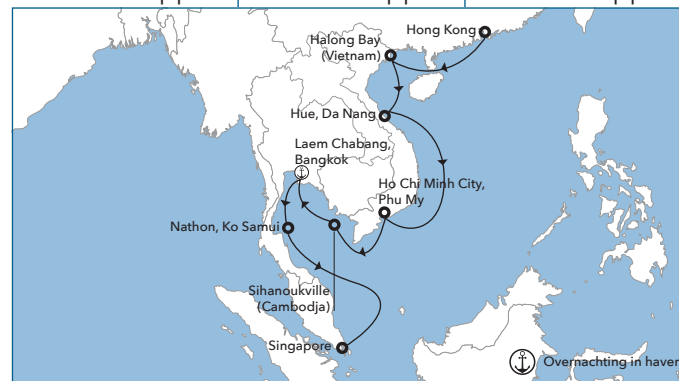 Hong Kong
Halong Bay
(Vietnam)
Hue, Da Nang
Laem Chabang,
Bangkok
Ho Chi Minh City,
Phu My
Nathon, Ko Samui
Sihanoukville
(Cambodja)
Singapore
Overnachting in haven